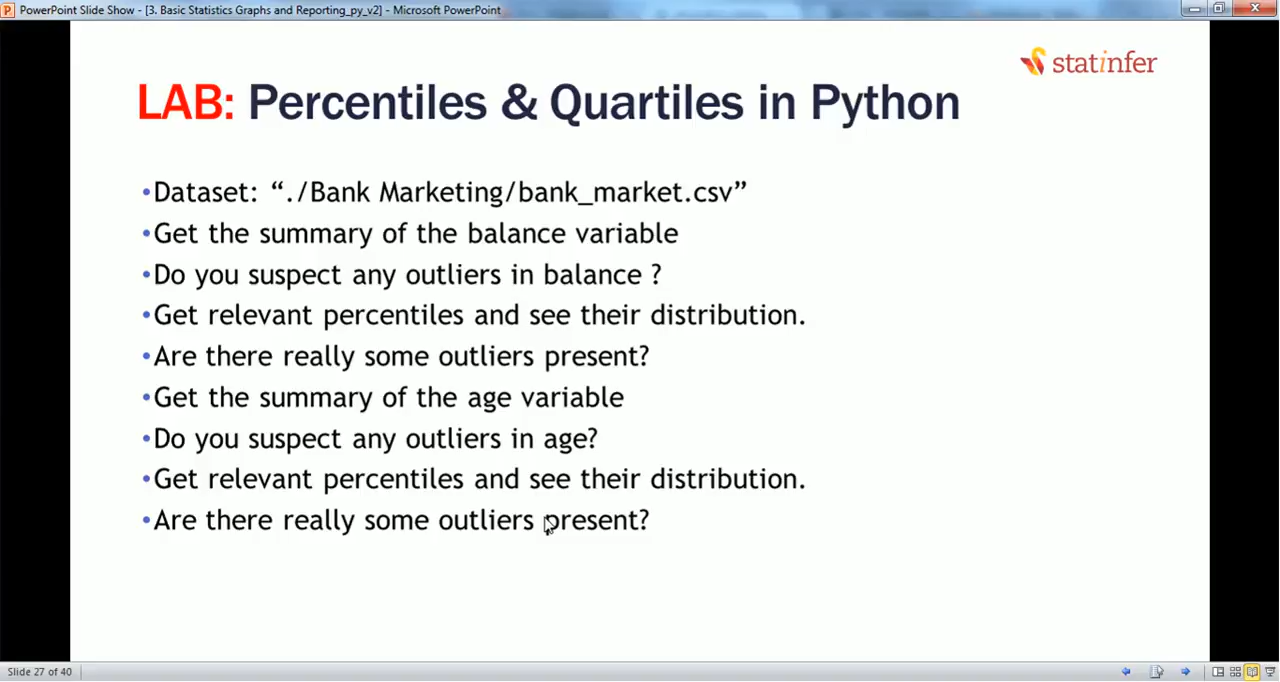 PowerPoint Slide Show - [3. Basic Statistics Graphs and Reporting_py_v2] - Microsoft PowerPoint
statinfer
LAB: Percentiles & Quartiles in Python
•Dataset: “./Bank Marketing/bank_market.csv”
•Get the summary of the balance variable
•Do you suspect any outliers in balance ?
•Get relevant percentiles and see their distribution.
•Are there really some outliers present?
•Get the summary of the age variable
•Do you suspect any outliers in age?
•Get relevant percentiles and see their distribution.
•Are there really some outliers present?
Slide 27 of 40